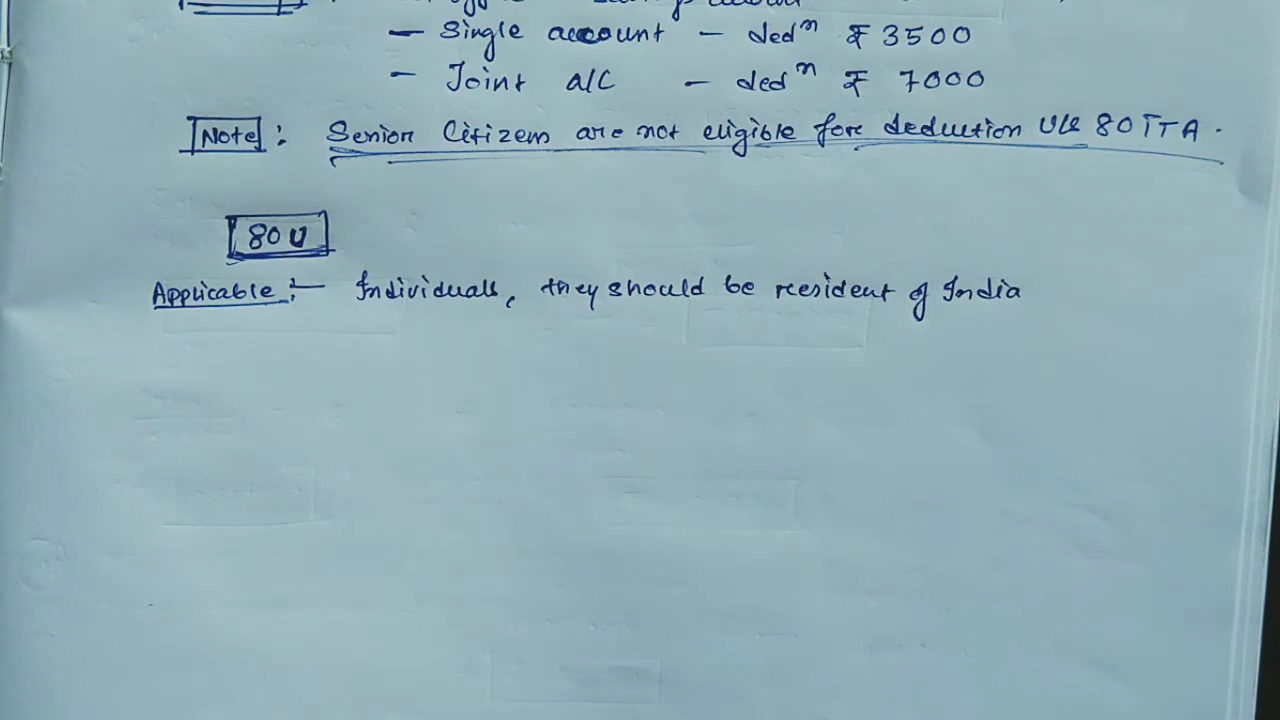 - Single account - dedⁿ ₹ 3500
- Joint a/c - dedⁿ ₹ 7000
Note : Senior Citizens are not eligible for deduction U/s 80TTA.
80 U
Applicable :- Individuals, they should be resident of India